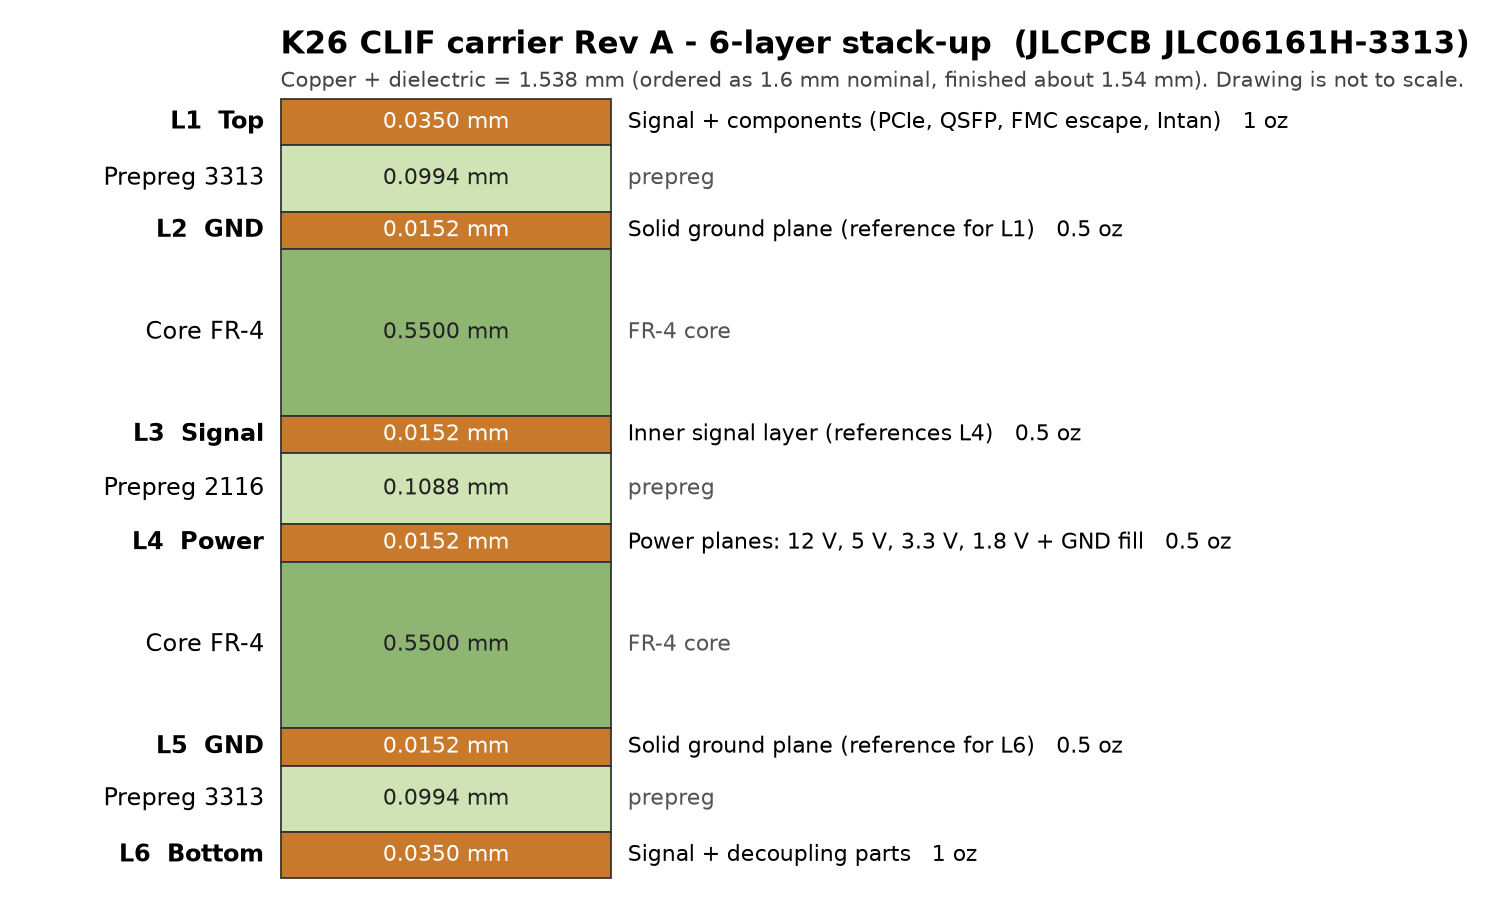 K26 CLIF carrier Rev A - 6-layer stack-up (JLCPCB JLC06161H-3313)
Copper + dielectric = 1.538 mm (ordered as 1.6 mm nominal, finished about 1.54 mm). Drawing is not to scale.
L1 Top 0.0350 mm Signal + components (PCIe, QSFP, FMC escape, Intan) 1 oz
Prepreg 3313 0.0994 mm prepreg
L2 GND 0.0152 mm Solid ground plane (reference for L1) 0.5 oz
Core FR-4 0.5500 mm FR-4 core
L3 Signal 0.0152 mm Inner signal layer (references L4) 0.5 oz
Prepreg 2116 0.1088 mm prepreg
L4 Power 0.0152 mm Power planes: 12 V, 5 V, 3.3 V, 1.8 V + GND fill 0.5 oz
Core FR-4 0.5500 mm FR-4 core
L5 GND 0.0152 mm Solid ground plane (reference for L6) 0.5 oz
Prepreg 3313 0.0994 mm prepreg
L6 Bottom 0.0350 mm Signal + decoupling parts 1 oz